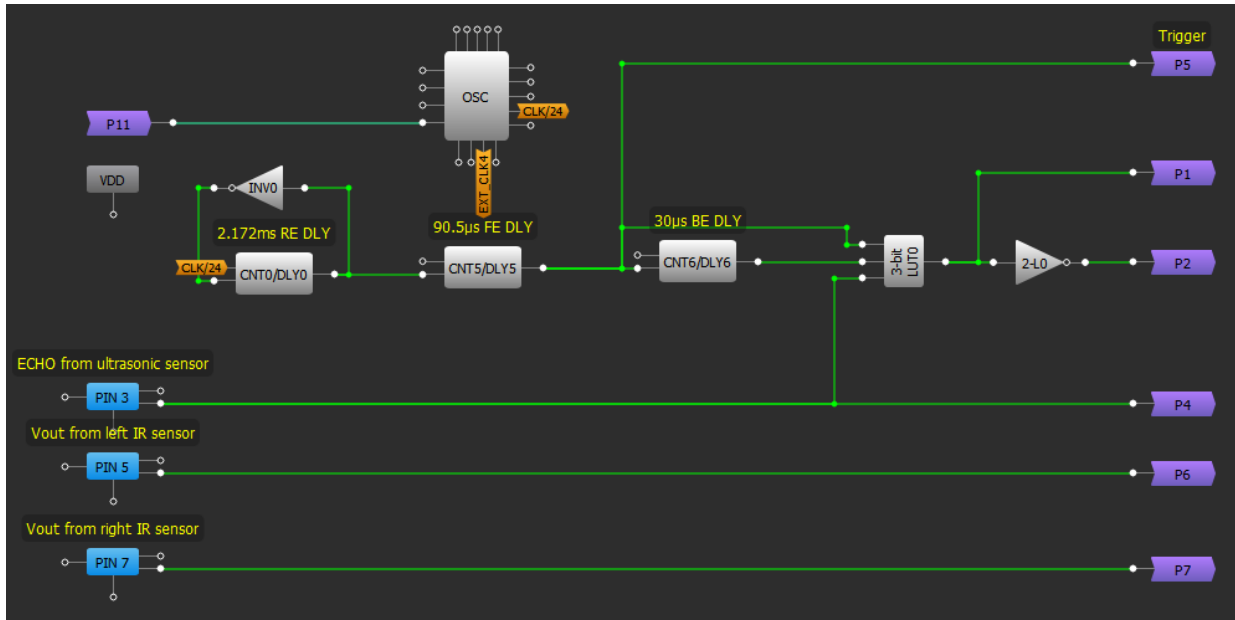 Trigger
P5
OSC
CLK/24
P11
EXT_CLK4
VDD
INV0
P1
2.172ms RE DLY
90.5µs FE DLY
30µs BE DLY
CLK/24
CNT0/DLY0
CNT5/DLY5
CNT6/DLY6
3-bit
LUT0
2-L0
P2
ECHO from ultrasonic sensor
PIN 3
P4
Vout from left IR sensor
PIN 5
P6
Vout from right IR sensor
PIN 7
P7